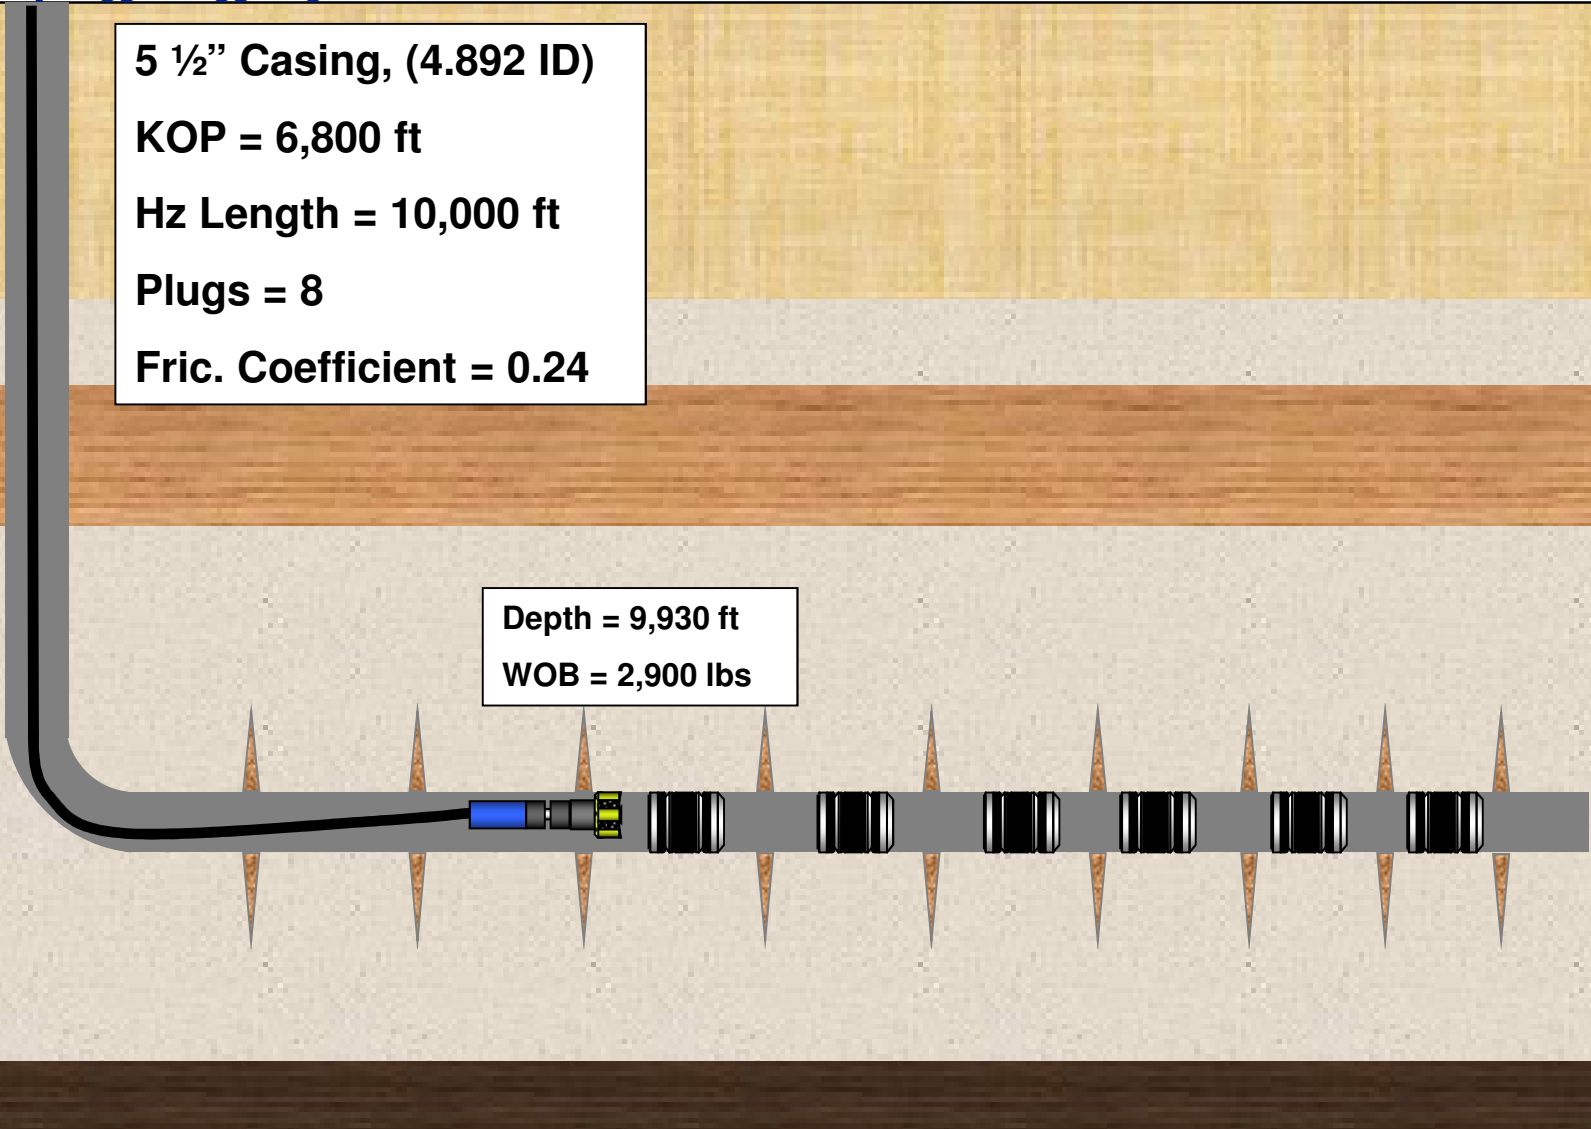 5 ½” Casing, (4.892 ID)
KOP = 6,800 ft
Hz Length = 10,000 ft
Plugs = 8
Fric. Coefficient = 0.24
Depth = 9,930 ft
WOB = 2,900 lbs